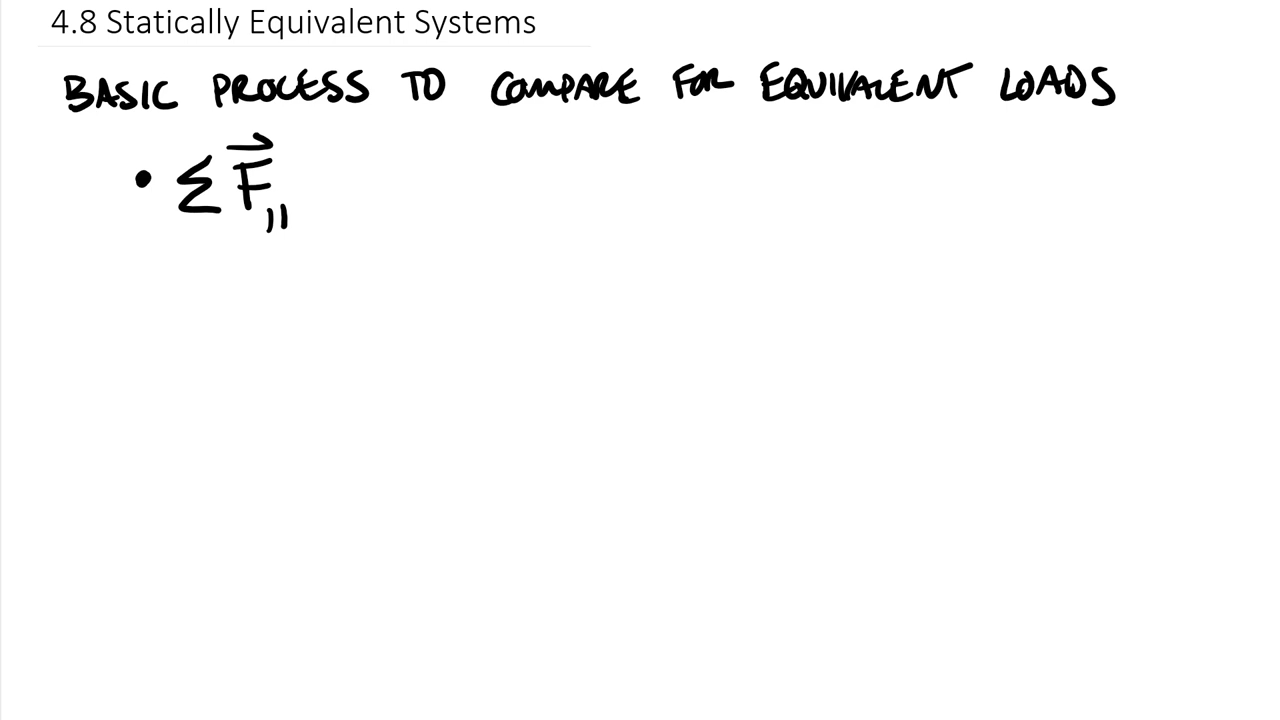 4.8 Statically Equivalent Systems
BASIC PROCESS TO COMPARE FOR EQUIVALENT LOADS
• Σ F⃗₁₁